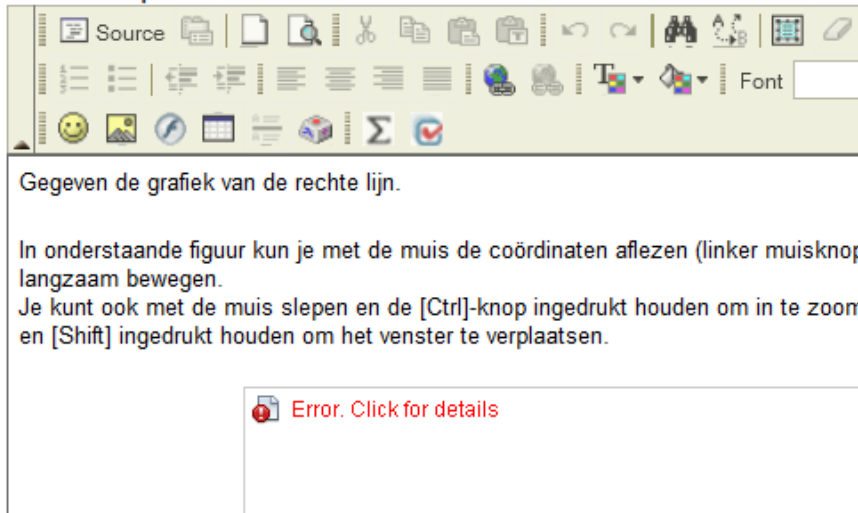 Source
Font
Gegeven de grafiek van de rechte lijn.
In onderstaande figuur kun je met de muis de coördinaten aflezen (linker muisknop
langzaam bewegen.
Je kunt ook met de muis slepen en de [Ctrl]-knop ingedrukt houden om in te zoom
en [Shift] ingedrukt houden om het venster te verplaatsen.
Error. Click for details